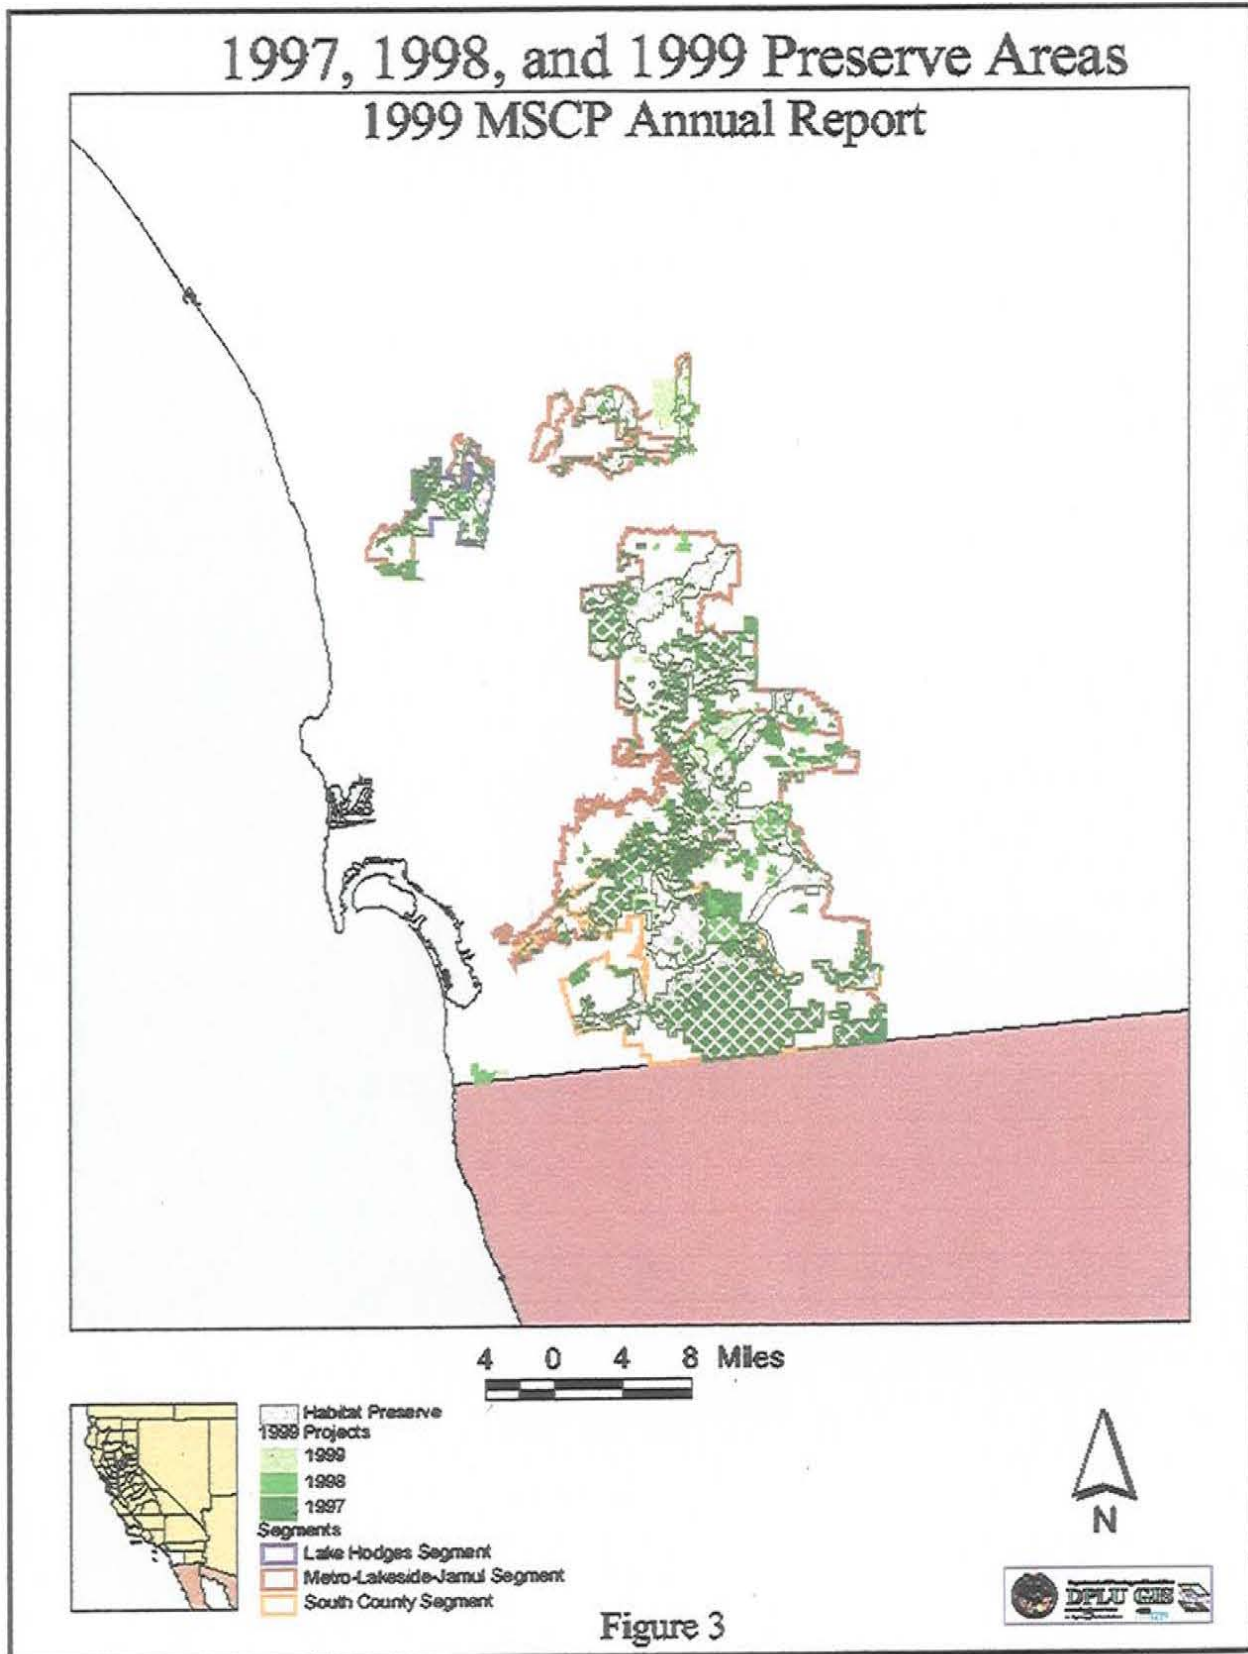 1997, 1998, and 1999 Preserve Areas
1999 MSCP Annual Report
4 0 4 8 Miles
Habitat Preserve
1999 Projects
1999
1998
1997
Segments
Lake Hodges Segment
Metro-Lakeside-Jamul Segment
South County Segment
N
DPLU GIS
Figure 3